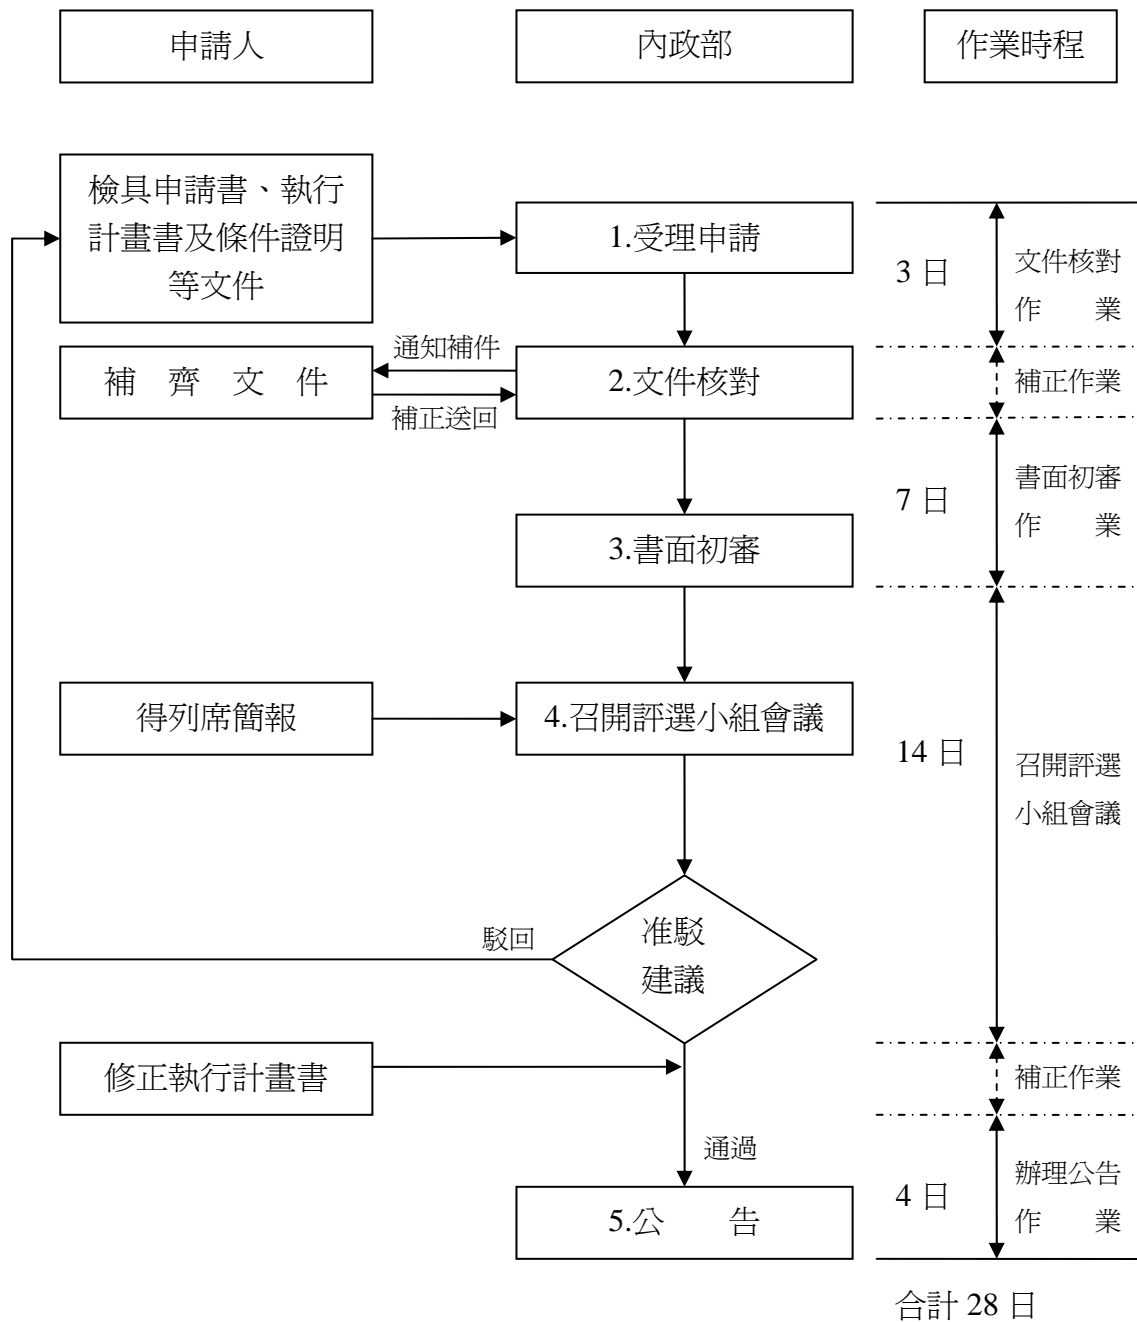 申請人
內政部
作業時程
檢具申請書、執行
計畫書及條件證明
等文件
1.受理申請
3 日
文件核對
作 業
通知補件
補 齊 文 件
2.文件核對
補正作業
補正送回
7 日
書面初審
作 業
3.書面初審
得列席簡報
4.召開評選小組會議
14 日
召開評選
小組會議
准駁
建議
駁回
修正執行計畫書
補正作業
通過
5.公 告
4 日
辦理公告
作 業
合計 28 日